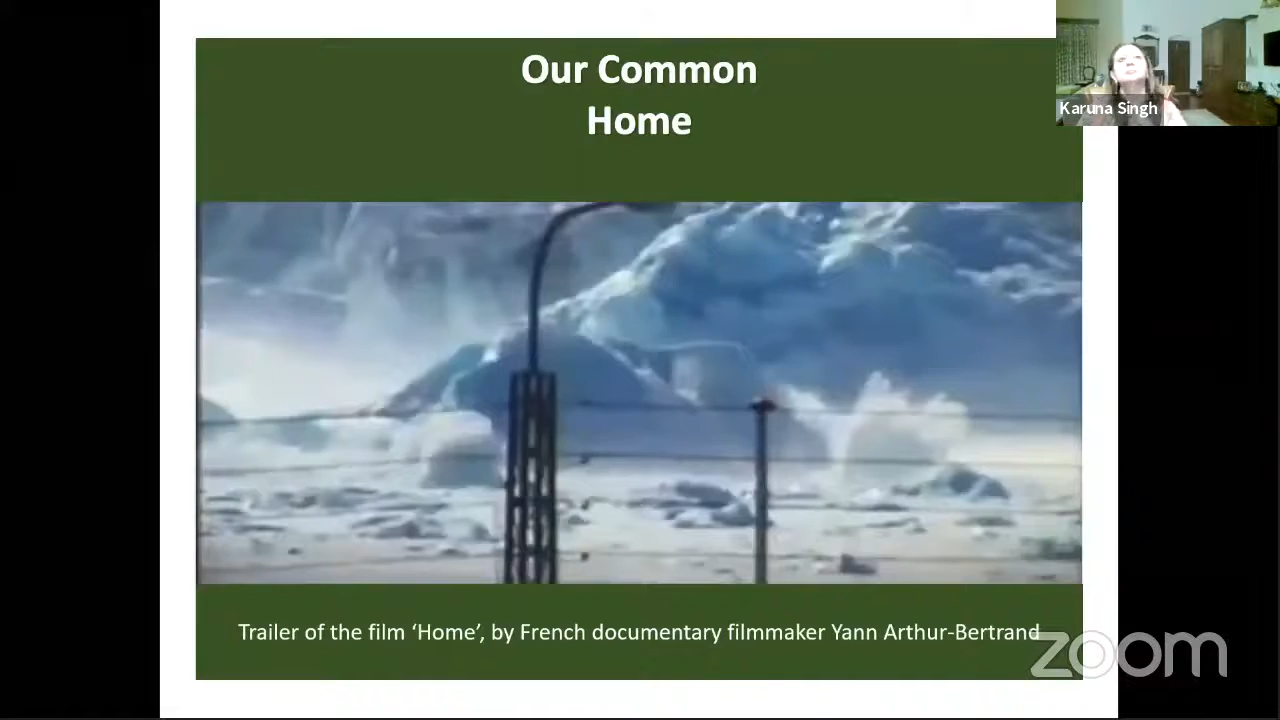 Our Common
Home
Karuna Singh
Trailer of the film ‘Home’, by French documentary filmmaker Yann Arthur-Bertrand
zoom